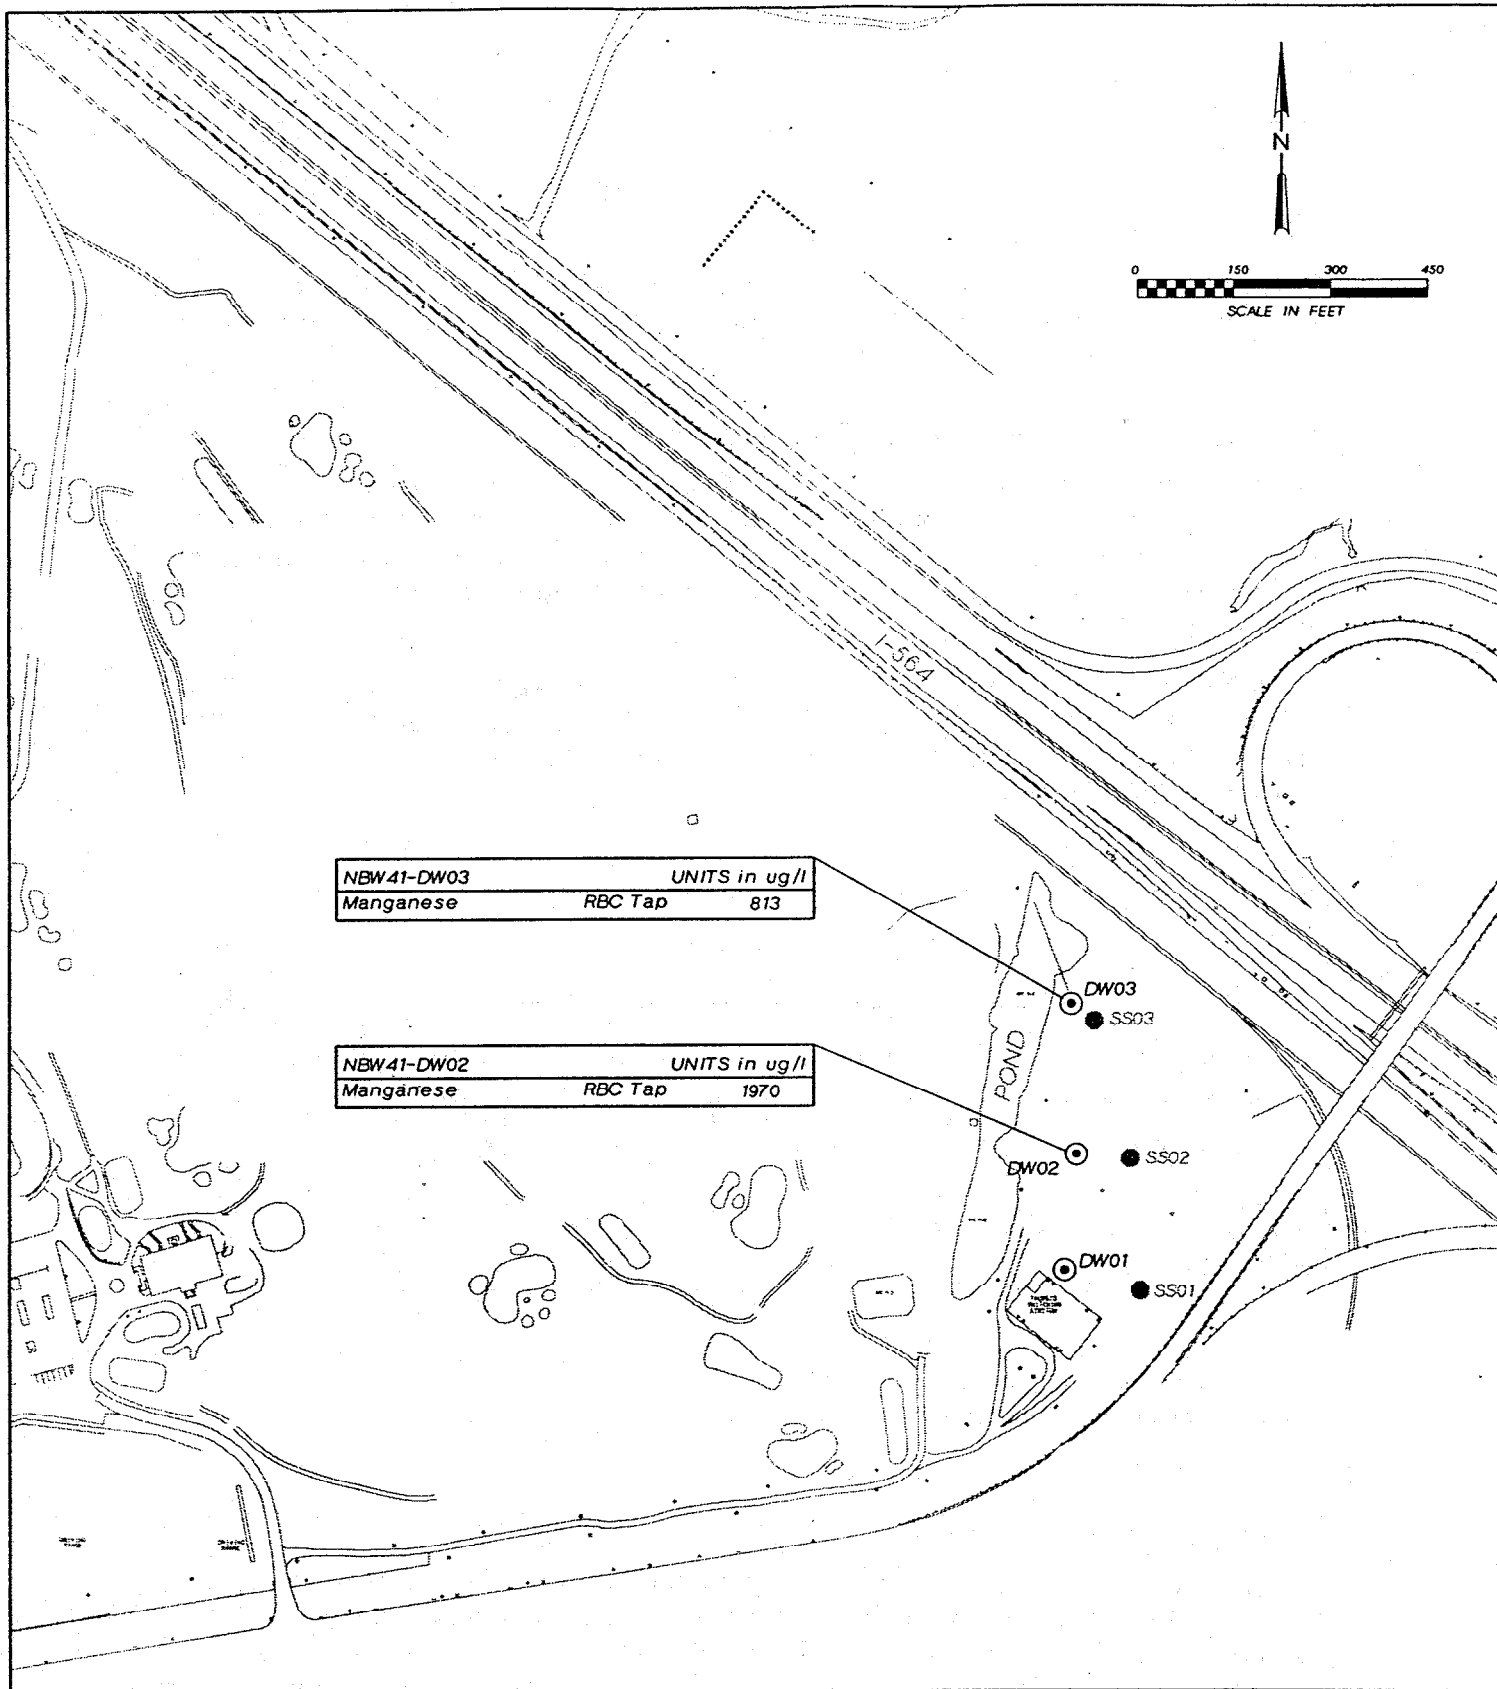 N
0 150 300 450
SCALE IN FEET
I-564
NBW41-DW03 UNITS in ug/l
Manganese RBC Tap 813
DW03
SS03
POND
NBW41-DW02 UNITS in ug/l
Manganese RBC Tap 1970
DW02
SS02
DW01
SS01